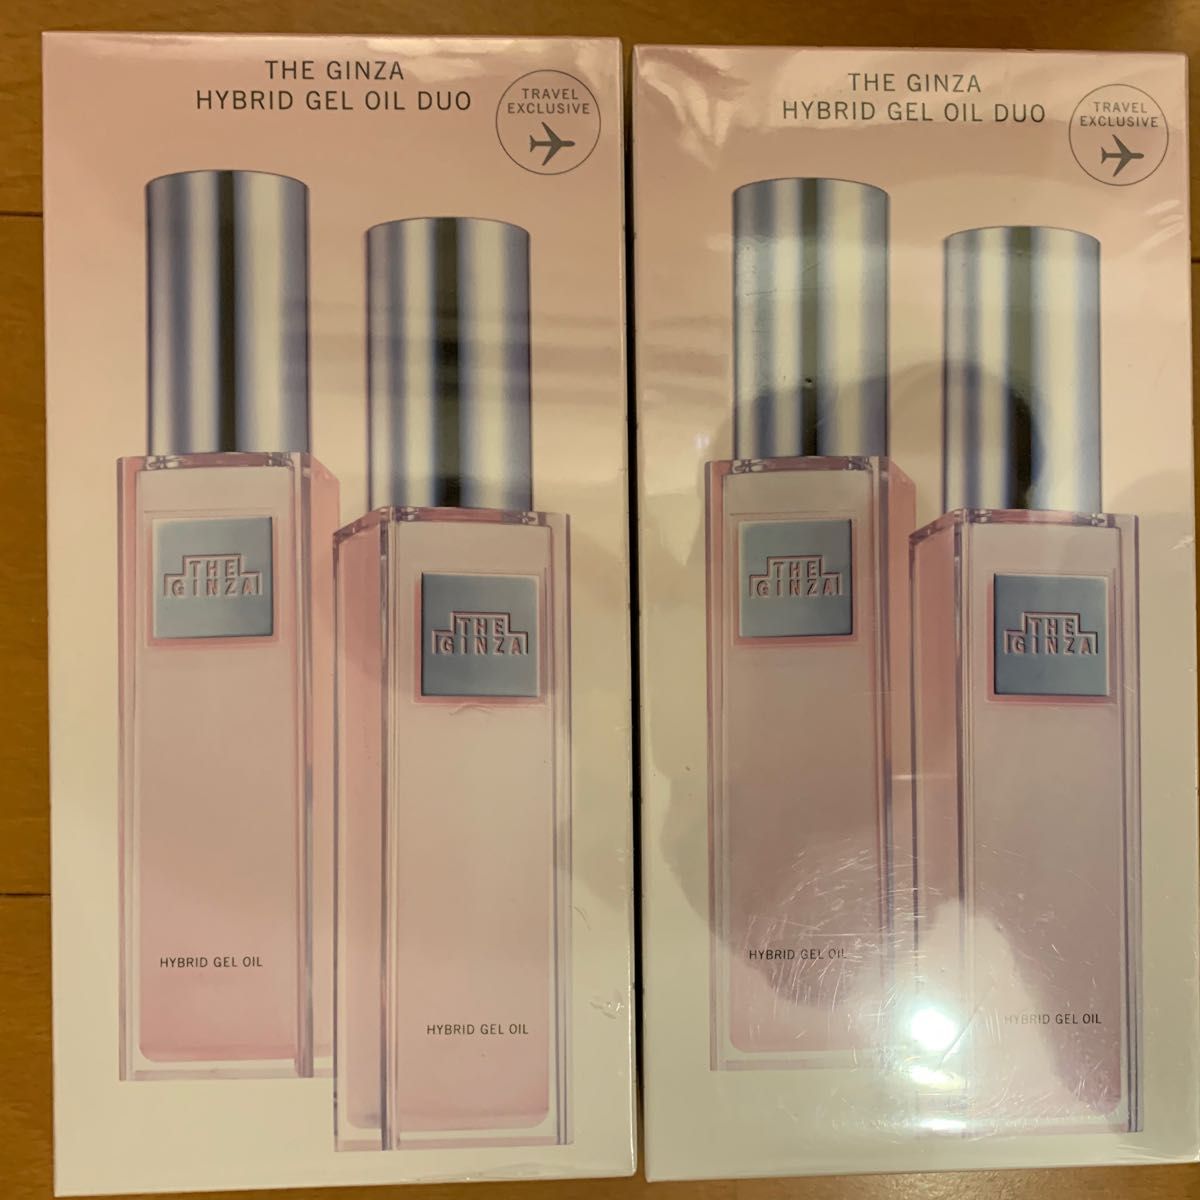 THE GINZA
HYBRID GEL OIL DUO
TRAVEL
EXCLUSIVE
THE
GINZA
THE
GINZA
HYBRID GEL OIL
HYBRID GEL OIL
THE GINZA
HYBRID GEL OIL DUO
TRAVEL
EXCLUSIVE
THE
GINZA
THE
GINZA
HYBRID GEL OIL
HYBRID GEL OIL